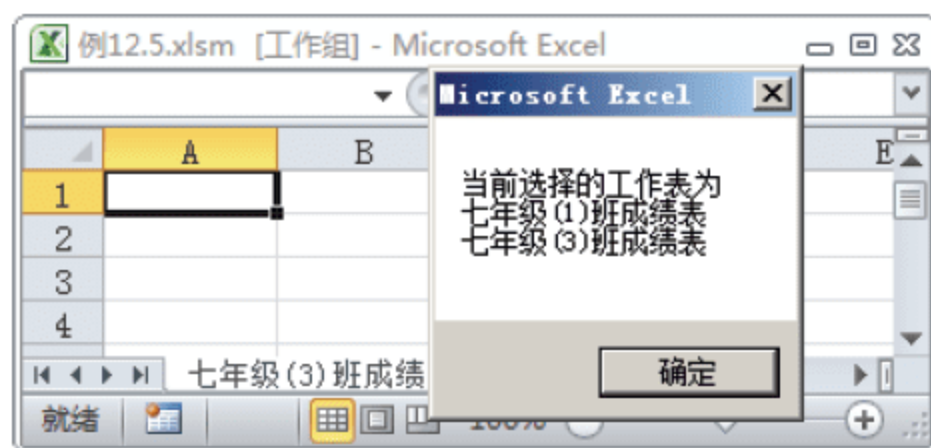 例12.5.xlsm [工作组] - Microsoft Excel
Microsoft Excel
A B E
1
2
3
4
当前选择的工作表为
七年级(1)班成绩表
七年级(3)班成绩表
确定
七年级(3)班成绩
就绪
100%